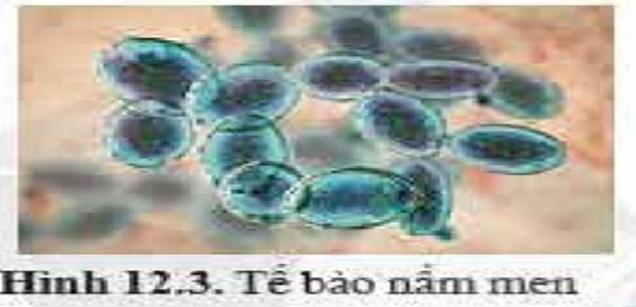 Hình 12.3. Tế bào nấm men